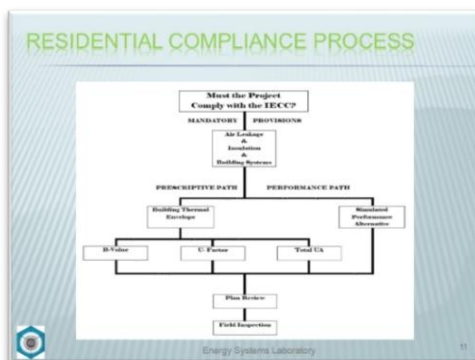 RESIDENTIAL COMPLIANCE PROCESS
Must the Project
Comply with the IECC?
MANDATORY PROVISIONS
Air Leakage
&
Insulation
&
Building Systems
PRESCRIPTIVE PATH PERFORMANCE PATH
Building Thermal
Envelope
Simulated
Performance
Alternative
R-Value U-Factor Total UA
Plan Review
Field Inspection
Energy Systems Laboratory